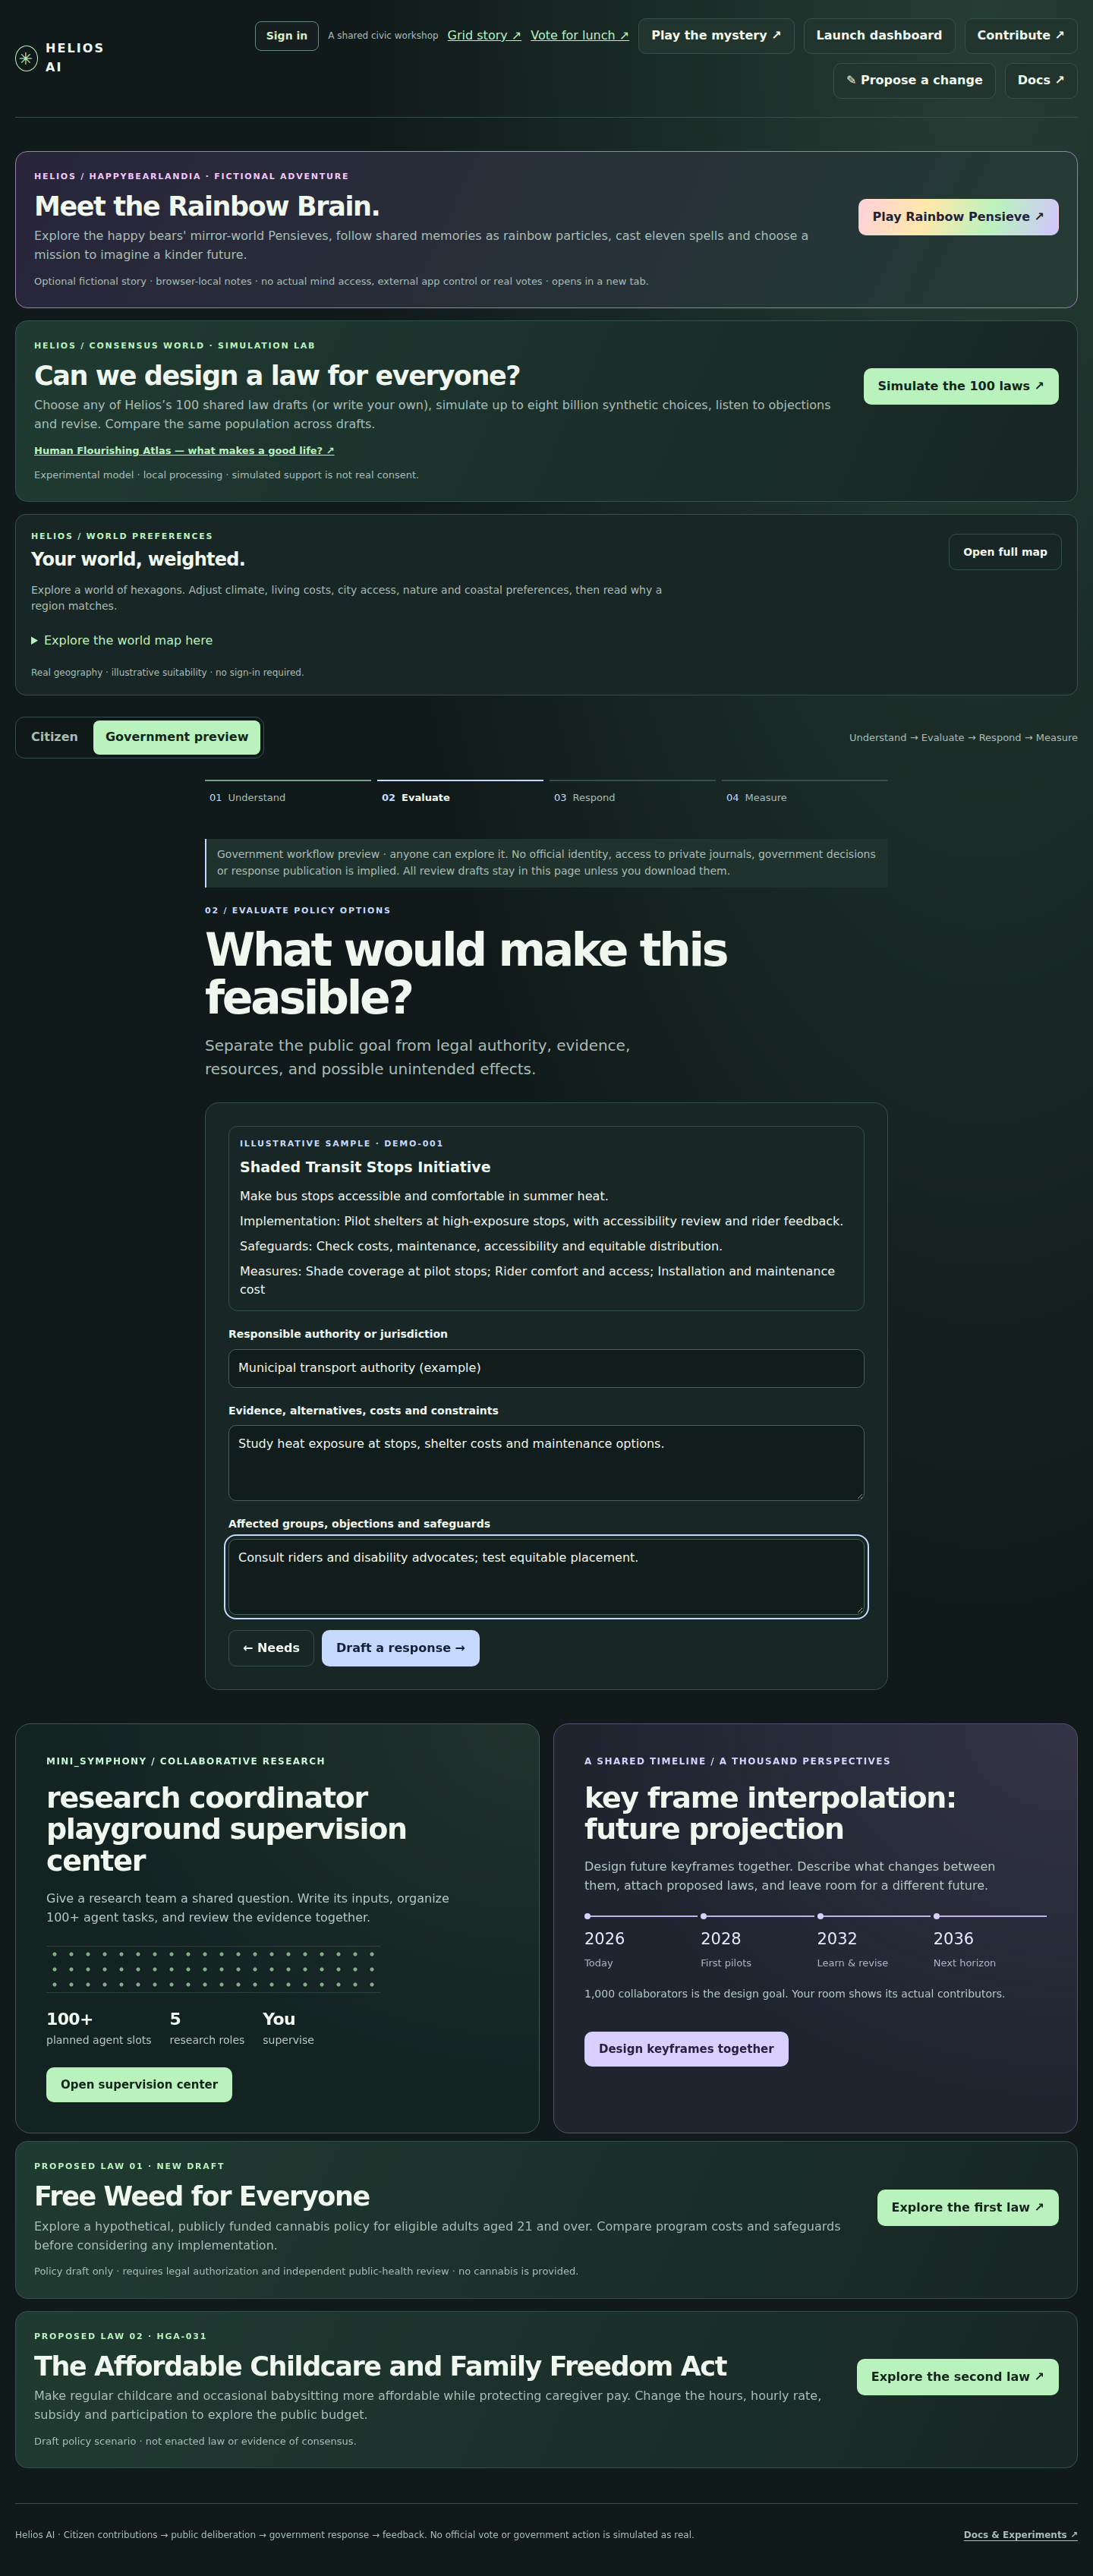 HELIOS
AI
Sign in
A shared civic workshop
Grid story ↗
Vote for lunch ↗
Play the mystery ↗
Launch dashboard
Contribute ↗
✎ Propose a change
Docs ↗
HELIOS / HAPPYBEARLANDIA · FICTIONAL ADVENTURE
Meet the Rainbow Brain.
Explore the happy bears' mirror-world Pensieves, follow shared memories as rainbow particles, cast eleven spells and choose a
mission to imagine a kinder future.
Optional fictional story · browser-local notes · no actual mind access, external app control or real votes · opens in a new tab.
Play Rainbow Pensieve ↗
HELIOS / CONSENSUS WORLD · SIMULATION LAB
Can we design a law for everyone?
Choose any of Helios’s 100 shared law drafts (or write your own), simulate up to eight billion synthetic choices, listen to objections
and revise. Compare the same population across drafts.
Human Flourishing Atlas — what makes a good life? ↗
Experimental model · local processing · simulated support is not real consent.
Simulate the 100 laws ↗
HELIOS / WORLD PREFERENCES
Your world, weighted.
Explore a world of hexagons. Adjust climate, living costs, city access, nature and coastal preferences, then read why a
region matches.
▶ Explore the world map here
Real geography · illustrative suitability · no sign-in required.
Open full map
Citizen
Government preview
Understand → Evaluate → Respond → Measure
01 Understand
02 Evaluate
03 Respond
04 Measure
Government workflow preview · anyone can explore it. No official identity, access to private journals, government decisions
or response publication is implied. All review drafts stay in this page unless you download them.
02 / EVALUATE POLICY OPTIONS
What would make this
feasible?
Separate the public goal from legal authority, evidence,
resources, and possible unintended effects.
ILLUSTRATIVE SAMPLE · DEMO-001
Shaded Transit Stops Initiative
Make bus stops accessible and comfortable in summer heat.
Implementation: Pilot shelters at high-exposure stops, with accessibility review and rider feedback.
Safeguards: Check costs, maintenance, accessibility and equitable distribution.
Measures: Shade coverage at pilot stops; Rider comfort and access; Installation and maintenance
cost
Responsible authority or jurisdiction
Municipal transport authority (example)
Evidence, alternatives, costs and constraints
Study heat exposure at stops, shelter costs and maintenance options.
Affected groups, objections and safeguards
Consult riders and disability advocates; test equitable placement.
← Needs
Draft a response →
MINI_SYMPHONY / COLLABORATIVE RESEARCH
research coordinator
playground supervision
center
Give a research team a shared question. Write its inputs, organize
100+ agent tasks, and review the evidence together.
100+
planned agent slots
5
research roles
You
supervise
Open supervision center
A SHARED TIMELINE / A THOUSAND PERSPECTIVES
key frame interpolation:
future projection
Design future keyframes together. Describe what changes between
them, attach proposed laws, and leave room for a different future.
2026
Today
2028
First pilots
2032
Learn & revise
2036
Next horizon
1,000 collaborators is the design goal. Your room shows its actual contributors.
Design keyframes together
PROPOSED LAW 01 · NEW DRAFT
Free Weed for Everyone
Explore a hypothetical, publicly funded cannabis policy for eligible adults aged 21 and over. Compare program costs and safeguards
before considering any implementation.
Policy draft only · requires legal authorization and independent public-health review · no cannabis is provided.
Explore the first law ↗
PROPOSED LAW 02 · HGA-031
The Affordable Childcare and Family Freedom Act
Make regular childcare and occasional babysitting more affordable while protecting caregiver pay. Change the hours, hourly rate,
subsidy and participation to explore the public budget.
Draft policy scenario · not enacted law or evidence of consensus.
Explore the second law ↗
Helios AI · Citizen contributions → public deliberation → government response → feedback. No official vote or government action is simulated as real.
Docs & Experiments ↗